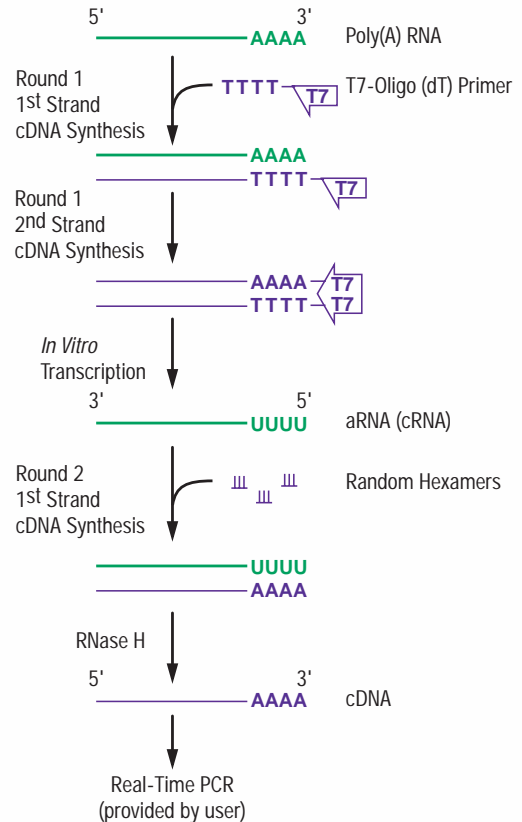 5' 3'
AAAA Poly(A) RNA
Round 1
1st Strand
cDNA Synthesis
TTTT T7 T7-Oligo (dT) Primer
AAAA
TTTT T7
Round 1
2nd Strand
cDNA Synthesis
AAAA T7
TTTT T7
In Vitro
Transcription
3' 5'
UUUU aRNA (cRNA)
Round 2
1st Strand
cDNA Synthesis
Random Hexamers
UUUU
AAAA
RNase H
5' 3'
AAAA cDNA
Real-Time PCR
(provided by user)